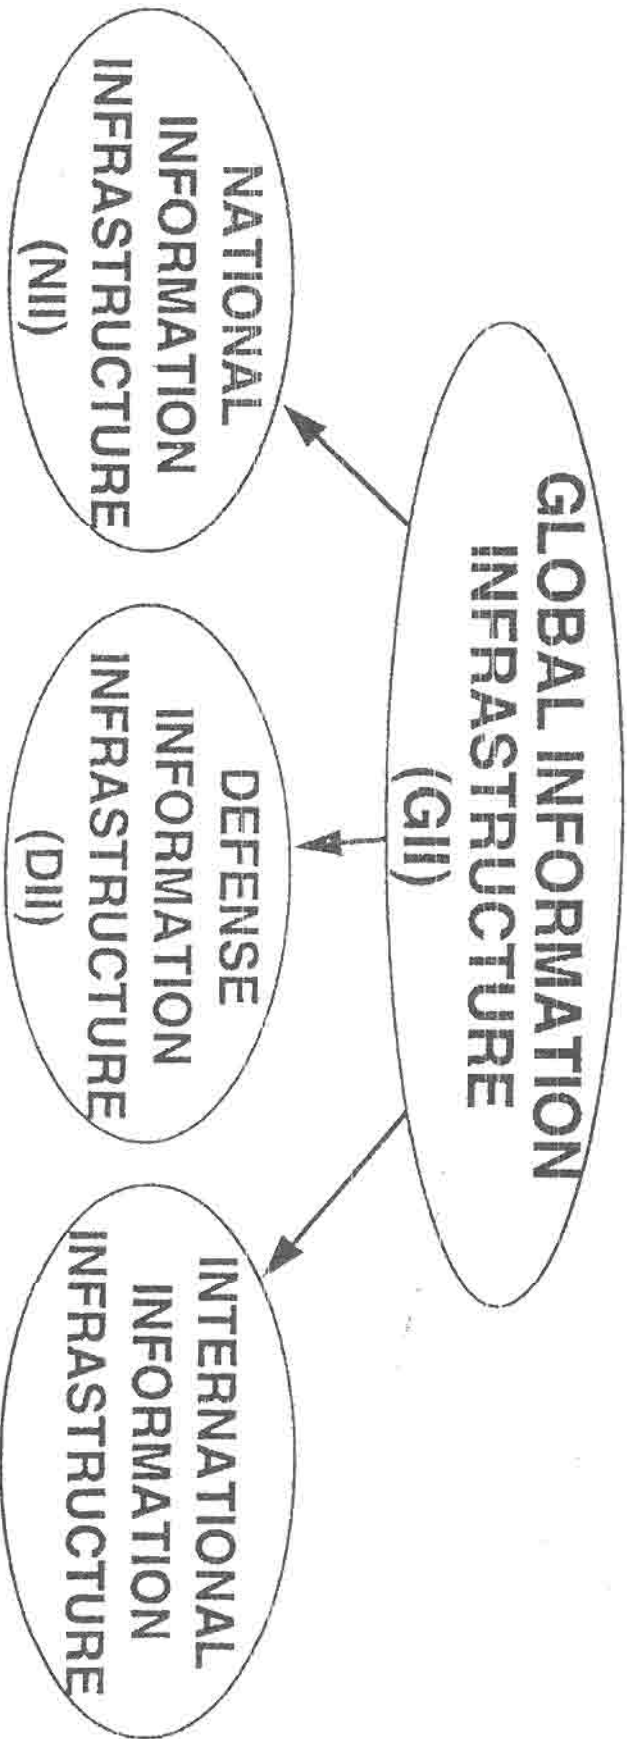 GLOBAL INFORMATION
INFRASTRUCTURE
(GII)
NATIONAL
INFORMATION
INFRASTRUCTURE
(NII)
DEFENSE
INFORMATION
INFRASTRUCTURE
(DII)
INTERNATIONAL
INFORMATION
INFRASTRUCTURE